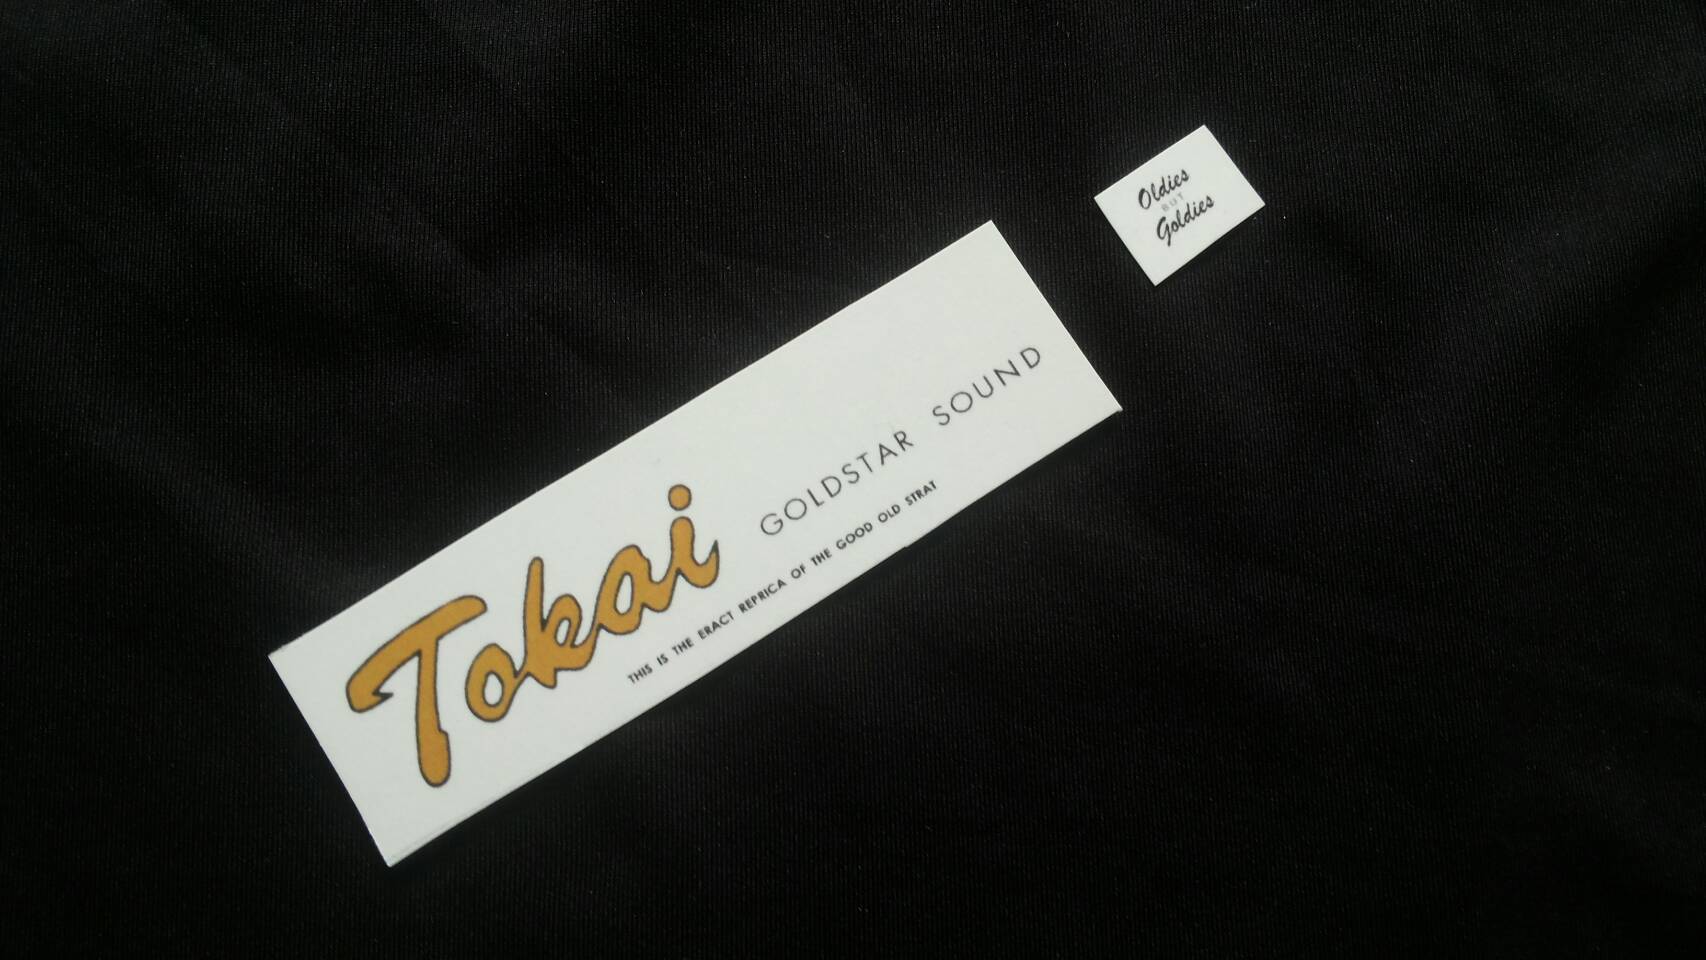 Oldies
BUT
Goldies
Tokai
GOLDSTAR SOUND
THIS IS THE ERACT REPRICA OF THE GOOD OLD STRAT